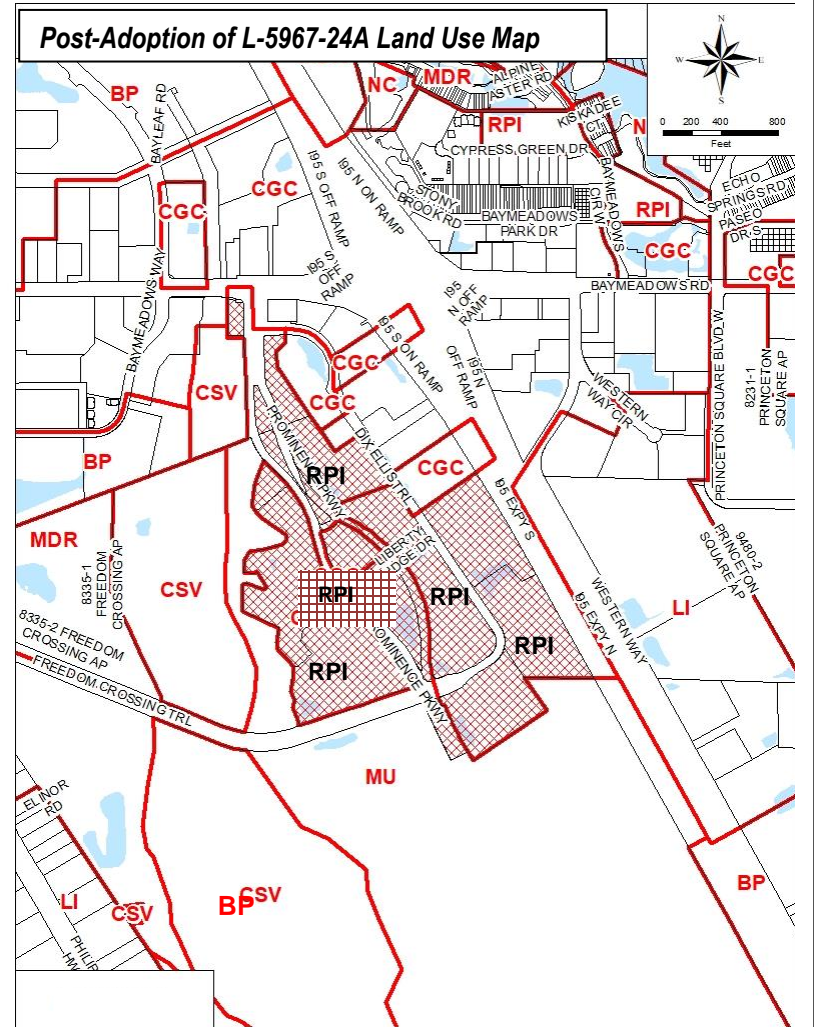 Post-Adoption of L-5967-24A Land Use Map
N
W
E
S
0 200 400 800
Feet
BP
BAYLEAF RD
NC
MDR
ALPINE
ASTER RD
KISKADEE
CT
N
RPI
CYPRESS GREEN DR
I95 S OFF RAMP
I95 N ON RAMP
CGC
CGC
STONY
BROOK RD
BAYMEADOWS
PARK DR
BAYMEADOWS
CIR W
RPI
ECHO
SPRINGS RD
PASEO
DR S
CGC
CGC
BAYMEADOWS RD
I95 S
OFF
RAMP
I95
N OFF
RAMP
BAYMEADOWS WAY
I95 S ON RAMP
I95 N
OFF RAMP
CGC
CGC
CSV
WESTERN
WAY CIR
PRINCETON SQUARE BLVD W
8231-1
PRINCETON
SQUARE AP
BP
PROMINENCE PKWY
DIX ELLIS TRL
RPI
CGC
I95 EXPY S
MDR
8335-1
FREEDOM
CROSSING AP
CSV
LIBERTY
RIDGE DR
RPI
RPI
RPI
RPI
PROMINENCE PKWY
9480-2
PRINCETON
SQUARE AP
WESTERN WAY
I95 EXPY N
LI
8335-2 FREEDOM
CROSSING AP
FREEDOM CROSSING TRL
MU
ELINOR
RD
LI
CSV
BP
CSV
BP
PHILIP
HW